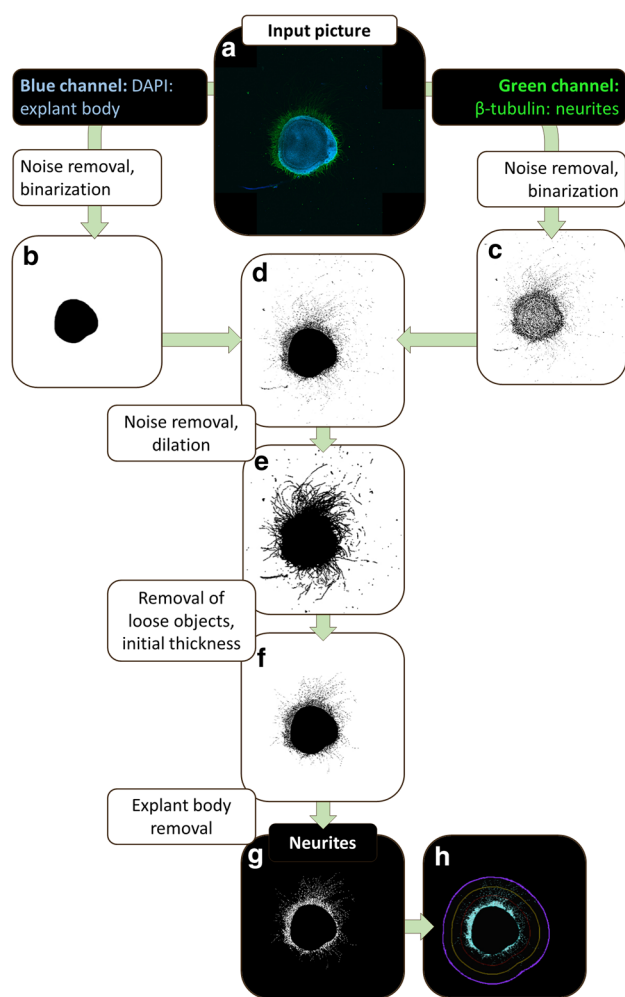 Input picture
a
Blue channel: DAPI:
explant body
Green channel:
β-tubulin: neurites
Noise removal,
binarization
Noise removal,
binarization
b
d
c
Noise removal,
dilation
e
Removal of
loose objects,
initial thickness
f
Explant body
removal
Neurites
g
h